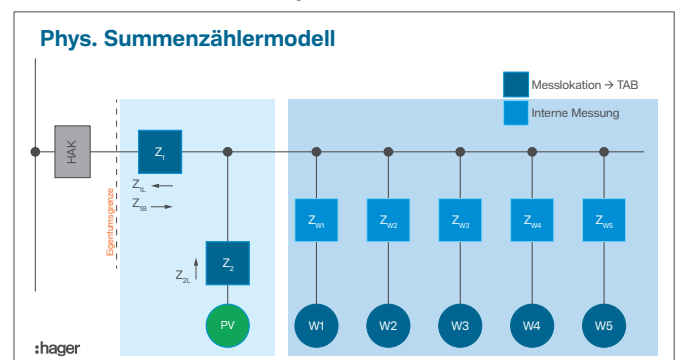 Phys. Summenzählermodell
Messlokation → TAB
Interne Messung
HAK
Eigentumsgrenze
Z1
Z1L
Z1B
Z2
Z2L
PV
ZW1
ZW2
ZW3
ZW4
ZW5
W1
W2
W3
W4
W5
:hager